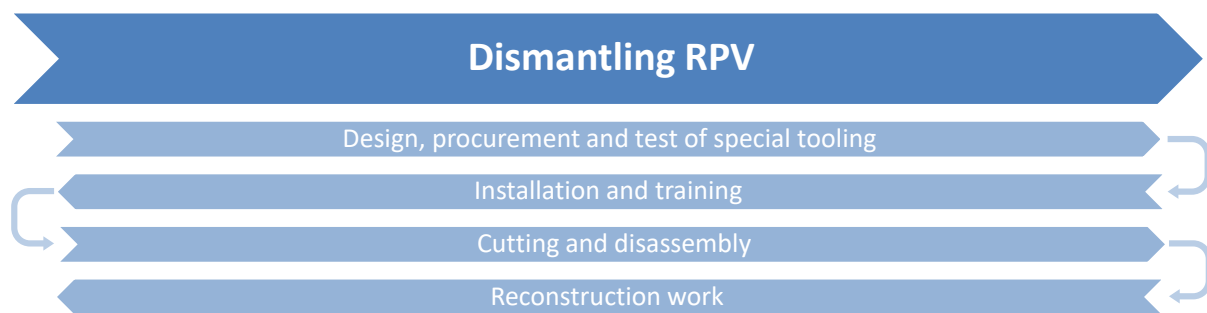 Dismantling RPV
Design, procurement and test of special tooling
Installation and training
Cutting and disassembly
Reconstruction work